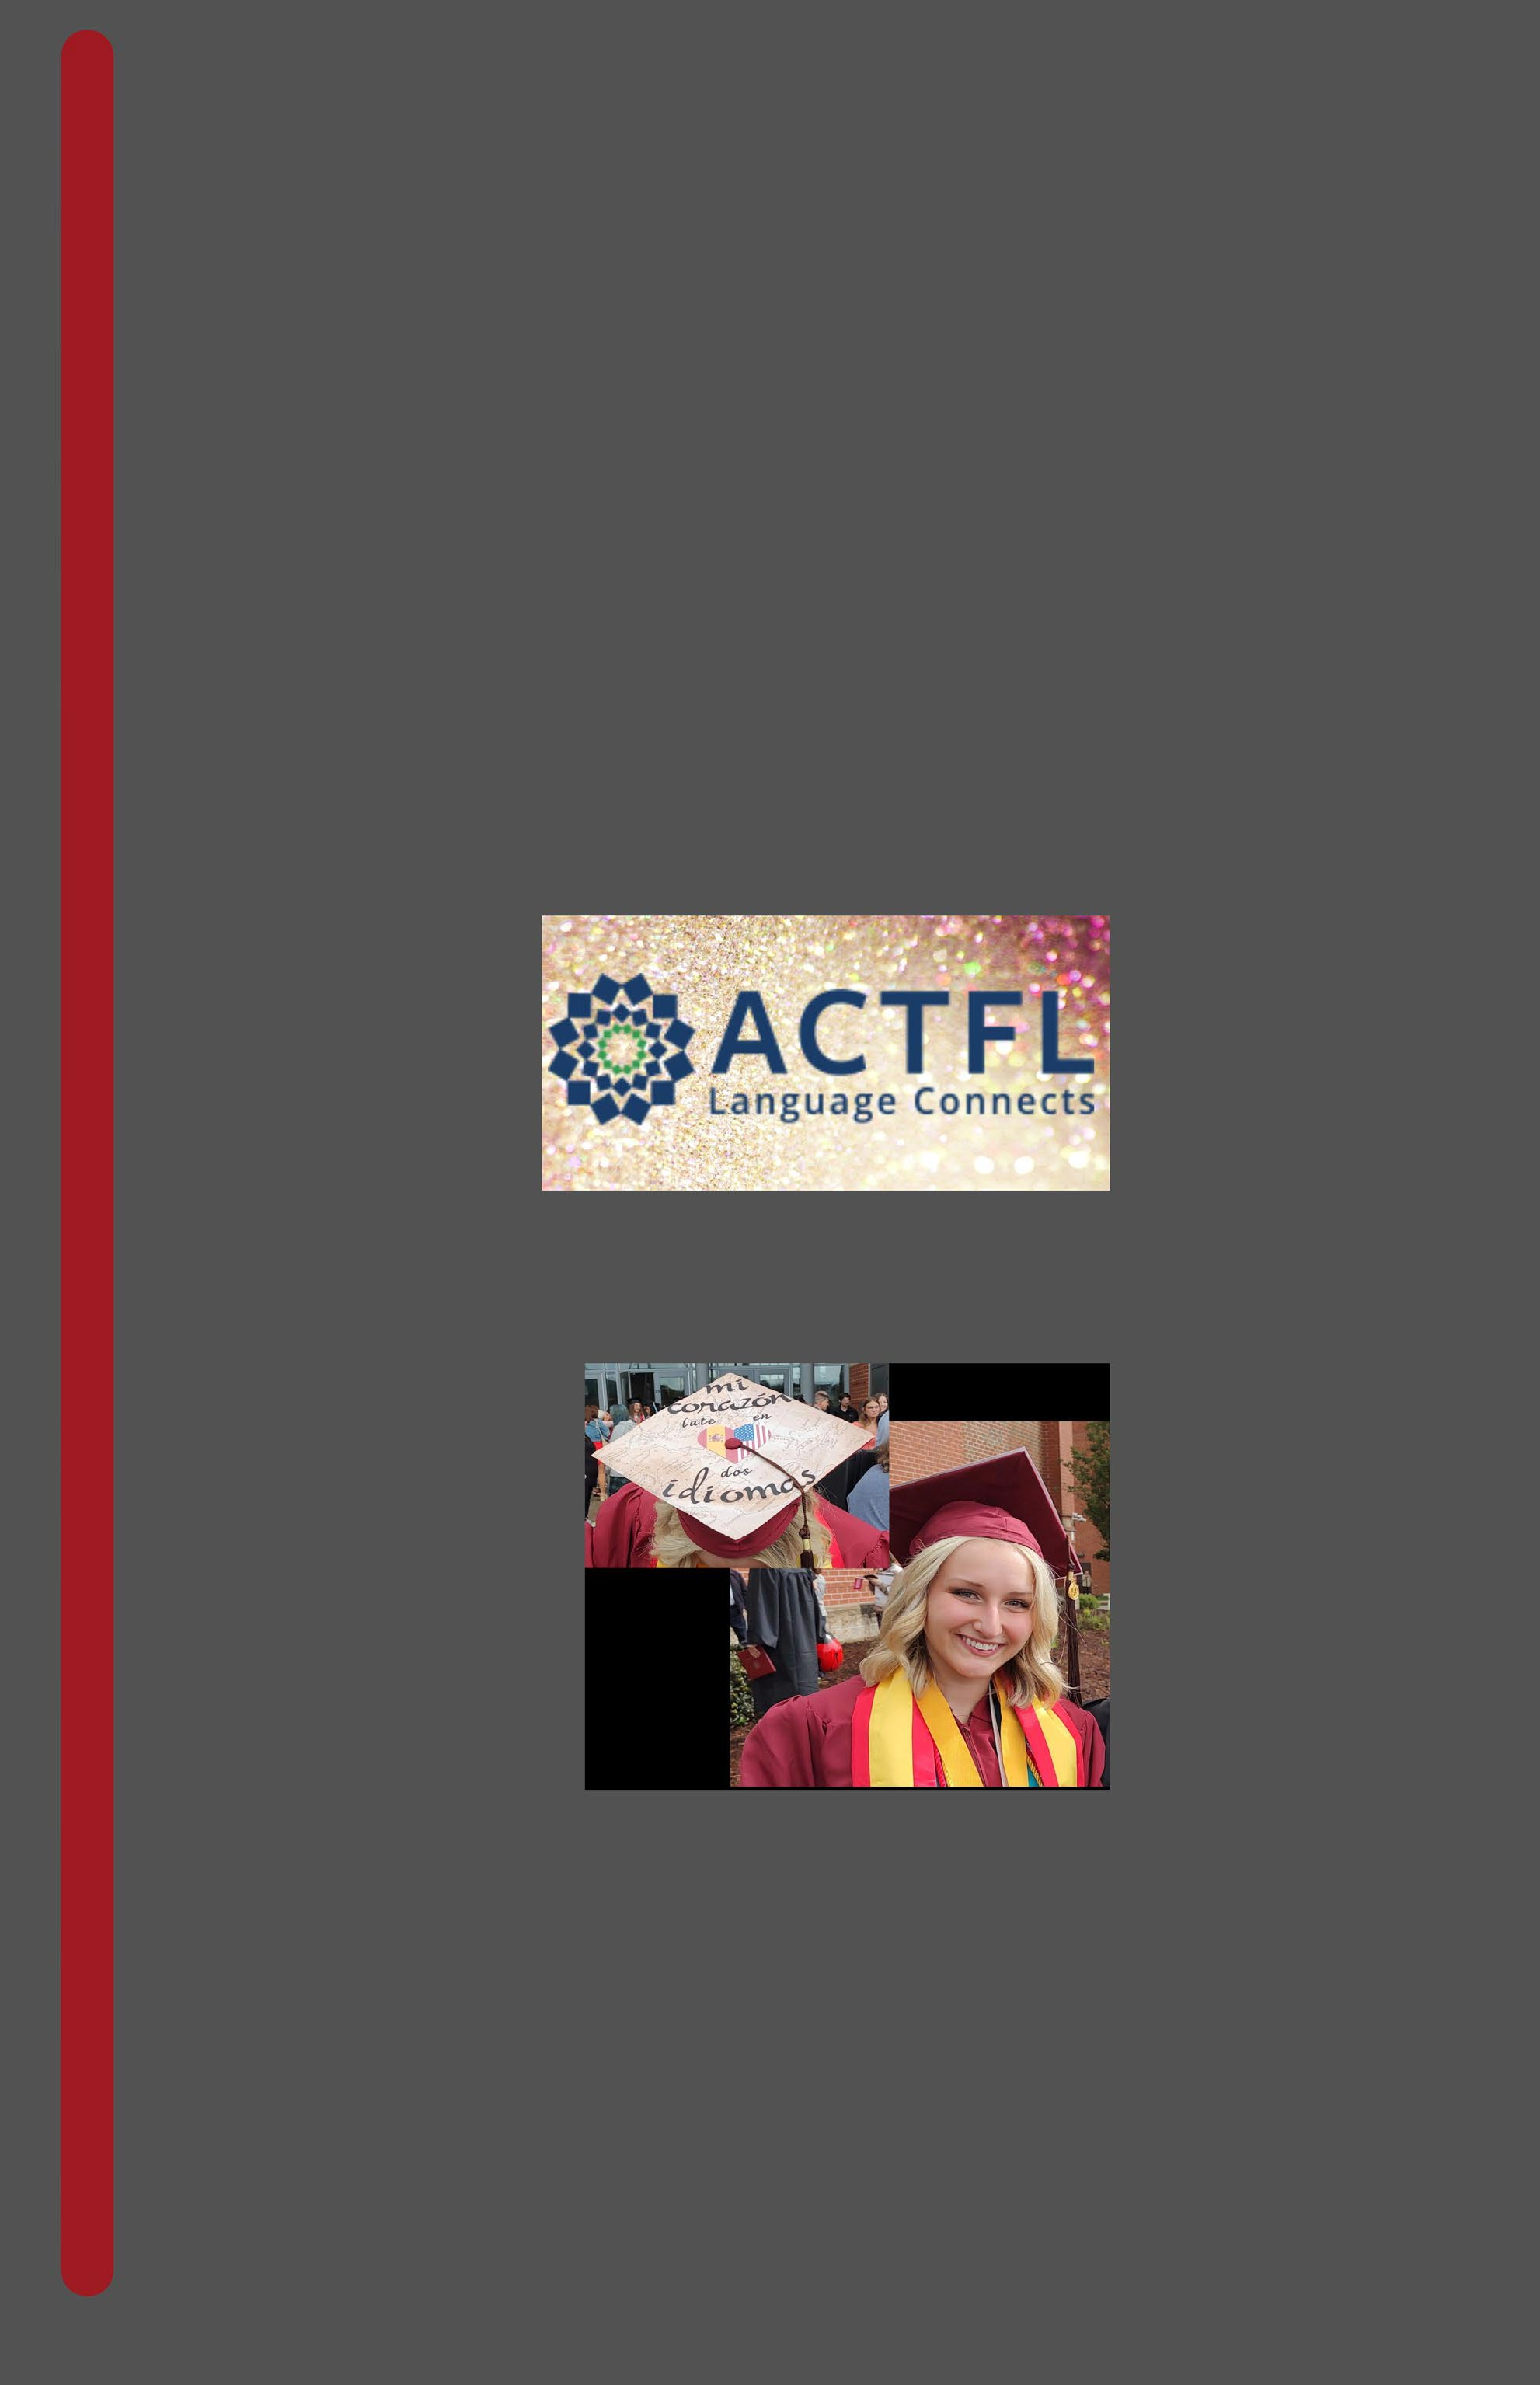 ACTFL
Language Connects
mi
corazón
late en
dos
idiomas